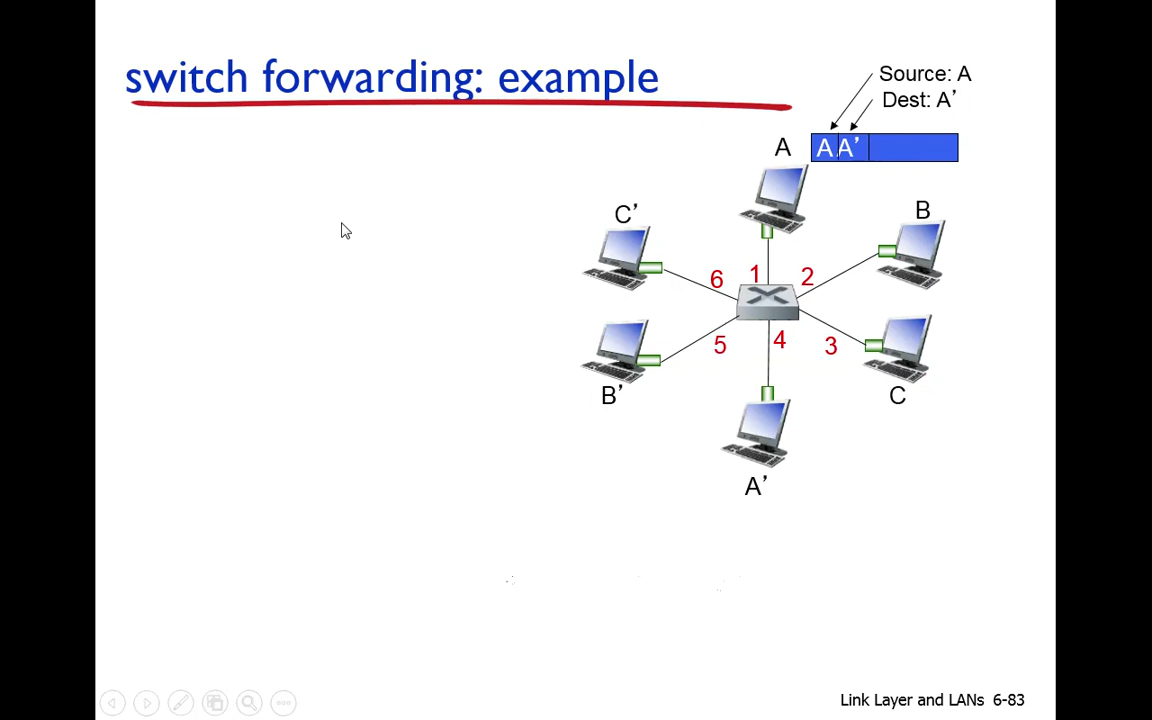 switch forwarding: example
Source: A
Dest: A’
A
A A’
C’
B
6
1
2
5
4
3
B’
C
A’
Link Layer and LANs 6-83